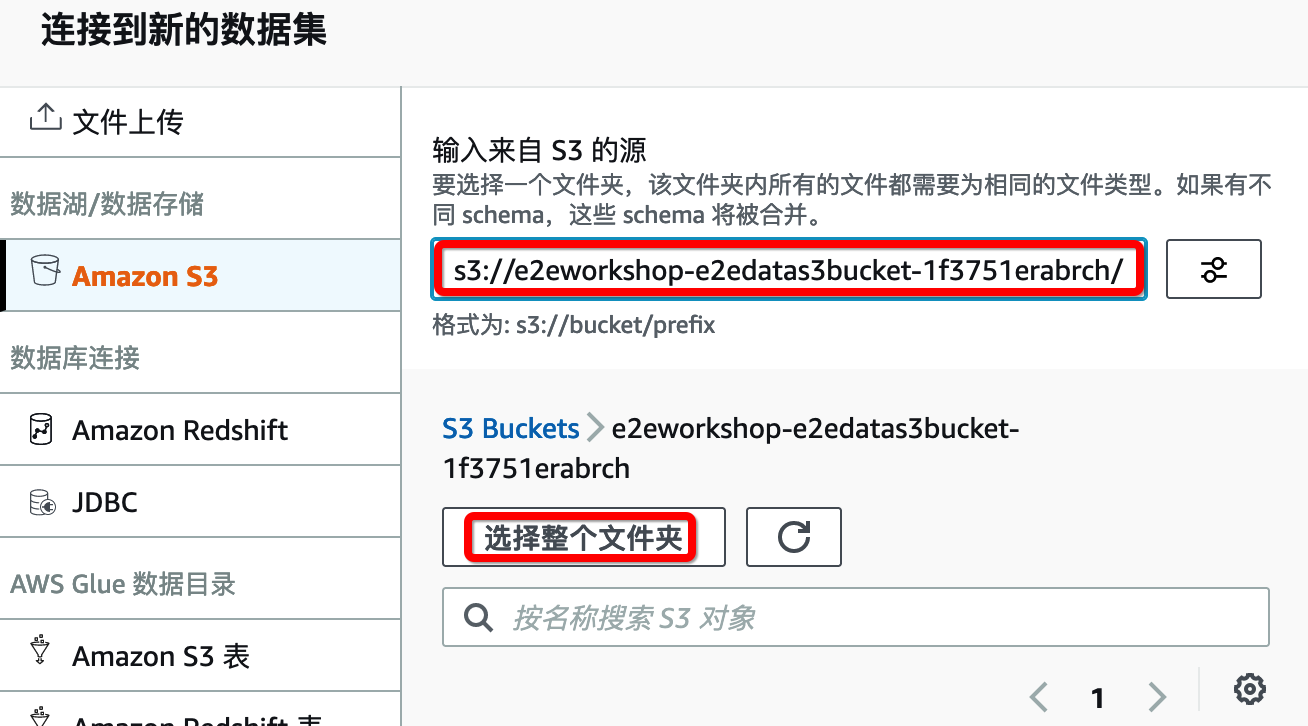 连接到新的数据集
文件上传
数据湖/数据存储
Amazon S3
数据库连接
Amazon Redshift
JDBC
AWS Glue 数据目录
Amazon S3 表
Amazon Redshift 表
输入来自 S3 的源
要选择一个文件夹，该文件夹内所有的文件都需要为相同的文件类型。如果有不
同 schema，这些 schema 将被合并。
s3://e2eworkshop-e2edatas3bucket-1f3751erabrch/
格式为: s3://bucket/prefix
S3 Buckets e2eworkshop-e2edatas3bucket-
1f3751erabrch
选择整个文件夹
按名称搜索 S3 对象
1